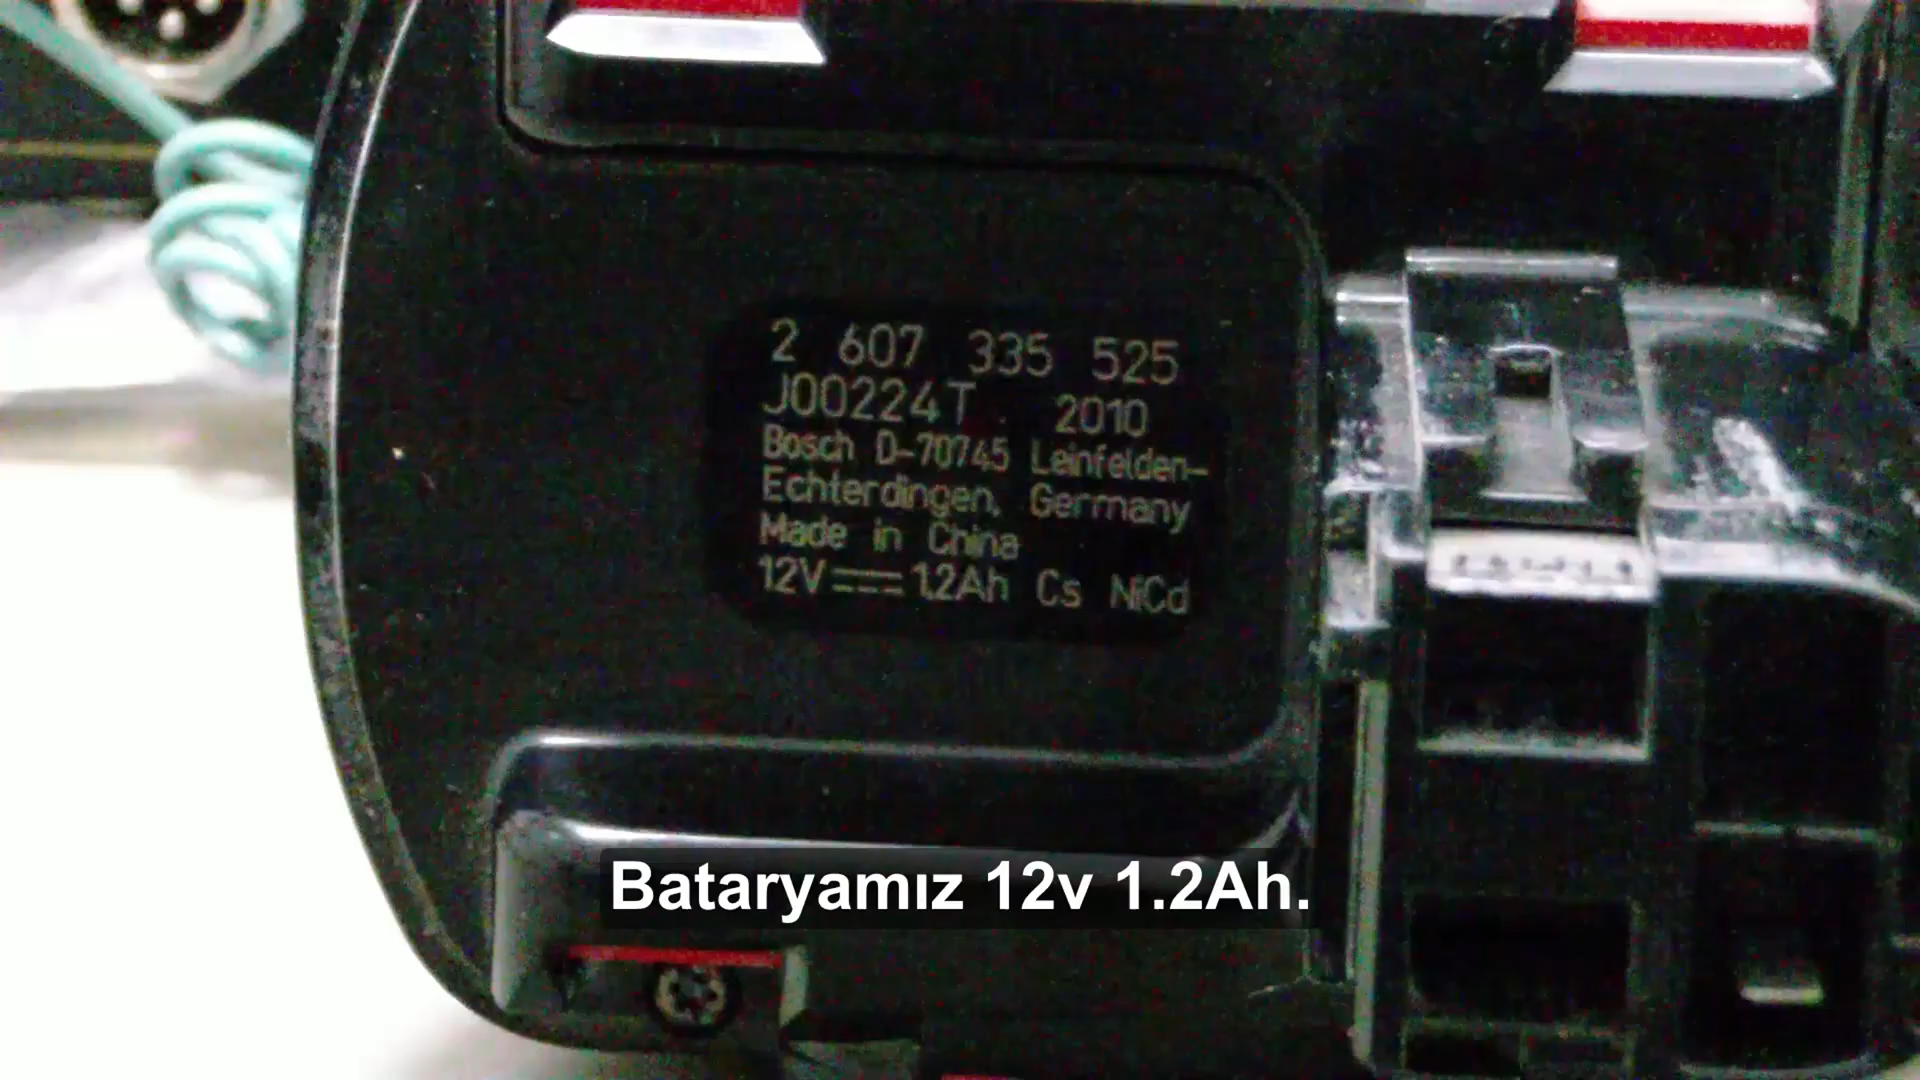 2 607 335 525
J00224T 2010
Bosch D-70745 Leinfelden-
Echterdingen, Germany
Made in China
12V 1.2Ah Cs NiCd
Bataryamız 12v 1.2Ah.